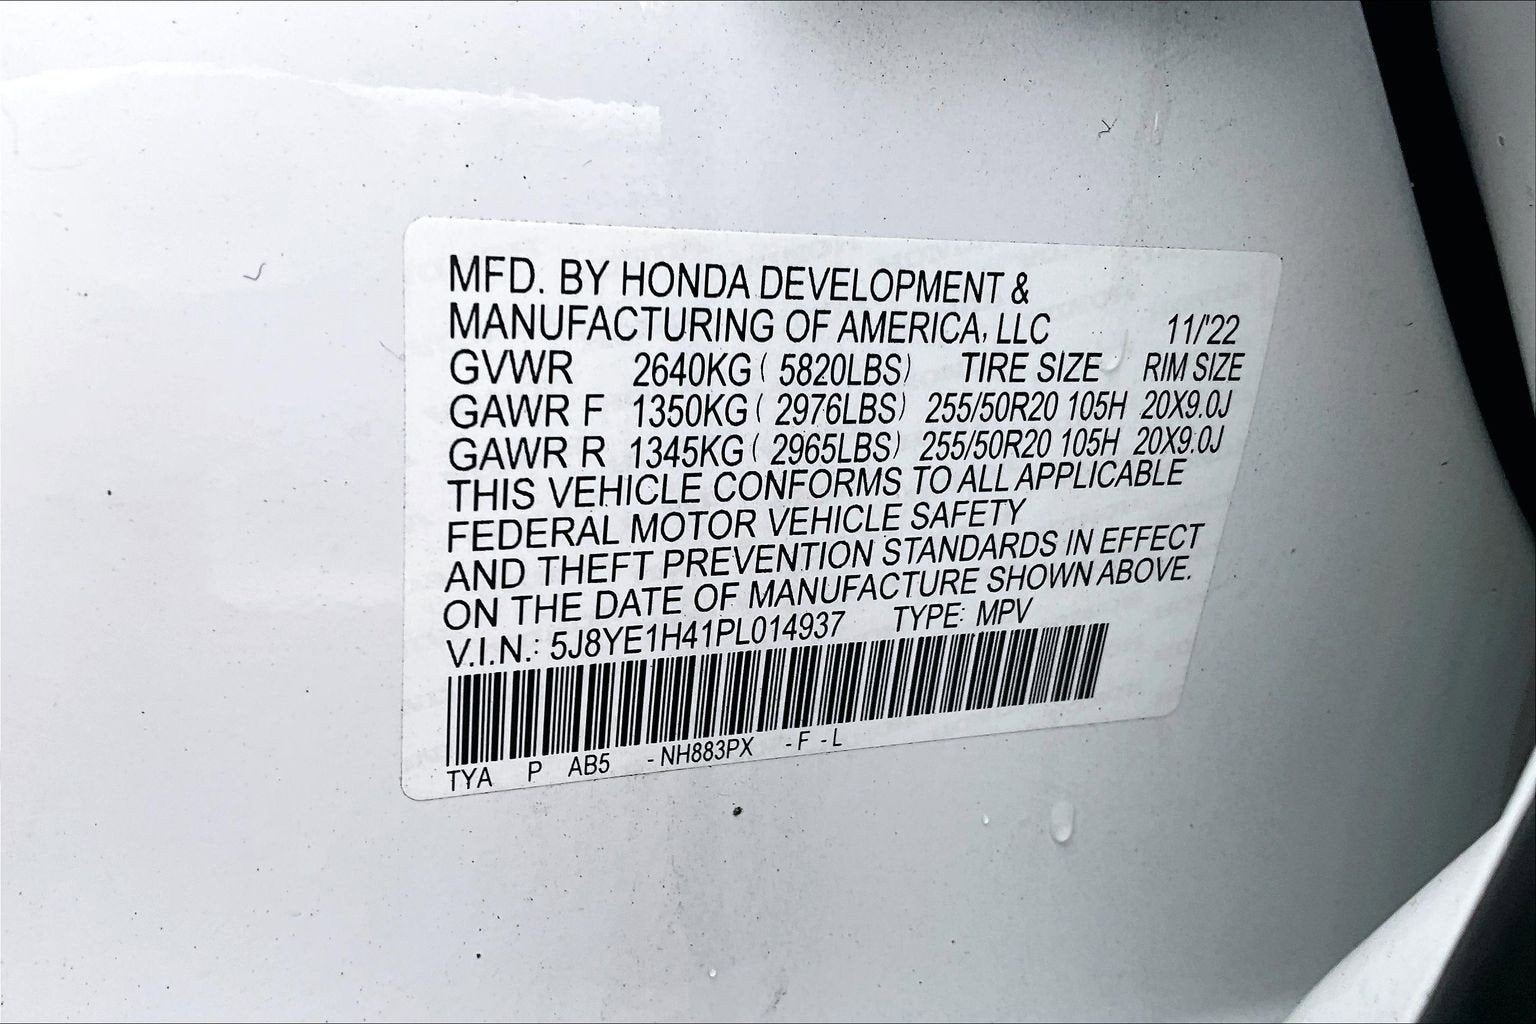 MFD. BY HONDA DEVELOPMENT &
MANUFACTURING OF AMERICA, LLC 11/'22
GVWR 2640KG ( 5820LBS) TIRE SIZE RIM SIZE
GAWR F 1350KG ( 2976LBS) 255/50R20 105H 20X9.0J
GAWR R 1345KG ( 2965LBS) 255/50R20 105H 20X9.0J
THIS VEHICLE CONFORMS TO ALL APPLICABLE
FEDERAL MOTOR VEHICLE SAFETY
AND THEFT PREVENTION STANDARDS IN EFFECT
ON THE DATE OF MANUFACTURE SHOWN ABOVE.
V.I.N.: 5J8YE1H41PL014937 TYPE: MPV
TYA P AB5 -NH883PX -F -L